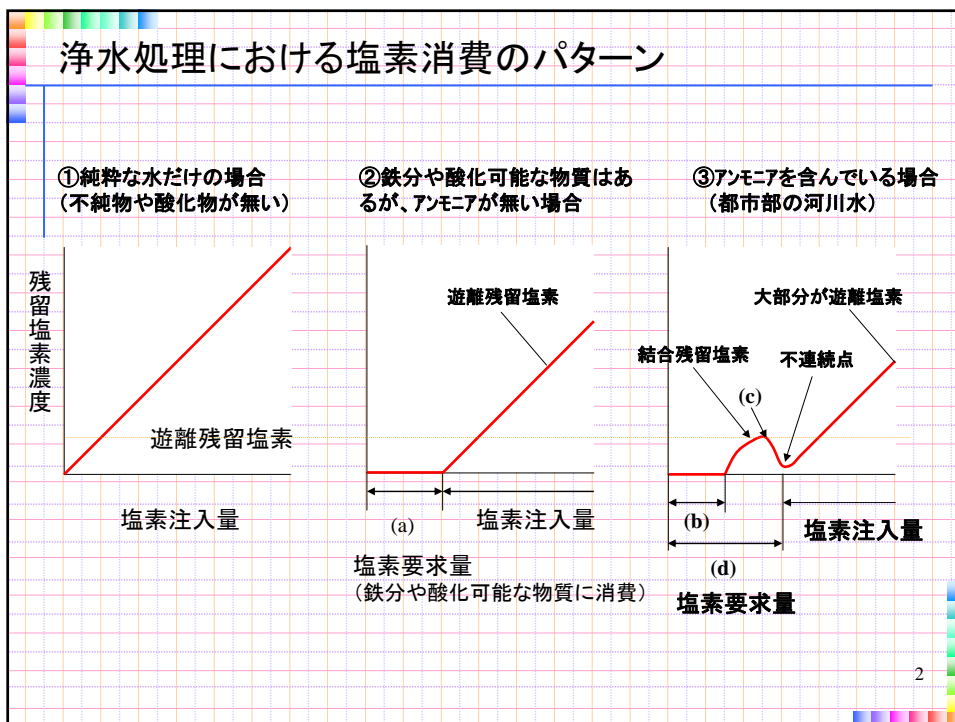 浄水処理における塩素消費のパターン
①純粋な水だけの場合
（不純物や酸化物が無い）
②鉄分や酸化可能な物質はあ
るが、アンモニアが無い場合
③アンモニアを含んでいる場合
（都市部の河川水）
残留塩素濃度
遊離残留塩素
塩素注入量
遊離残留塩素
(a)
塩素注入量
塩素要求量
（鉄分や酸化可能な物質に消費）
大部分が遊離塩素
結合残留塩素
不連続点
(c)
(b)
塩素注入量
(d)
塩素要求量
2